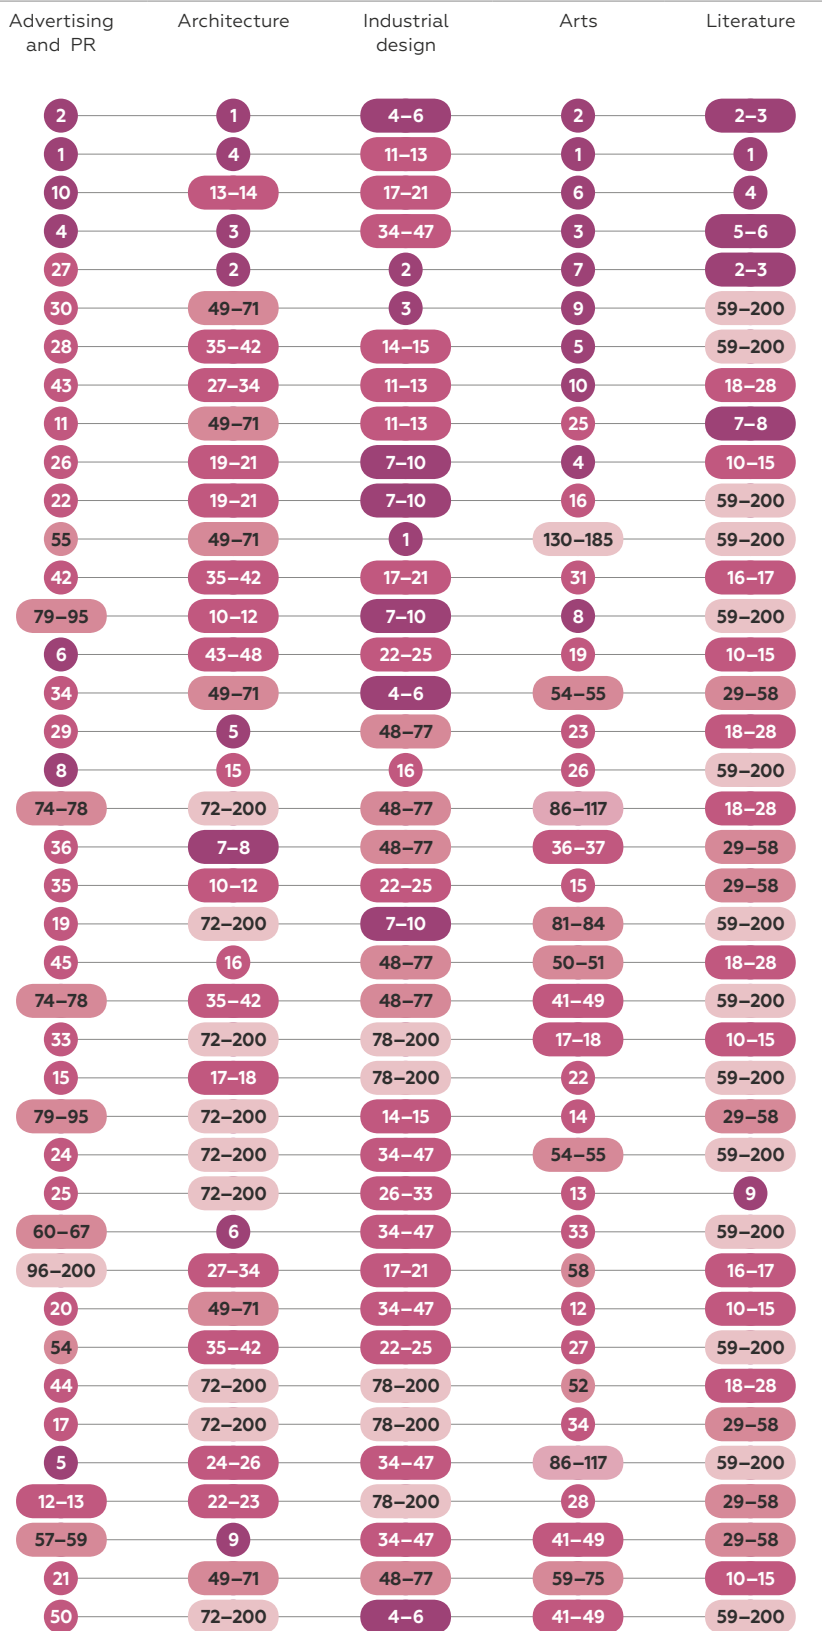 Advertising and PR Architecture Industrial design Arts Literature
2 1 4–6 2 2–3
1 4 11–13 1 1
10 13–14 17–21 6 4
4 3 34–47 3 5–6
27 2 2 7 2–3
30 49–71 3 9 59–200
28 35–42 14–15 5 59–200
43 27–34 11–13 10 18–28
11 49–71 11–13 25 7–8
26 19–21 7–10 4 10–15
22 19–21 7–10 16 59–200
55 49–71 1 130–185 59–200
42 35–42 17–21 31 16–17
79–95 10–12 7–10 8 59–200
6 43–48 22–25 19 10–15
34 49–71 4–6 54–55 29–58
29 5 48–77 23 18–28
8 15 16 26 59–200
74–78 72–200 48–77 86–117 18–28
36 7–8 48–77 36–37 29–58
35 10–12 22–25 15 29–58
19 72–200 7–10 81–84 59–200
45 16 48–77 50–51 18–28
74–78 35–42 48–77 41–49 59–200
33 72–200 78–200 17–18 10–15
15 17–18 78–200 22 59–200
79–95 72–200 14–15 14 29–58
24 72–200 34–47 54–55 59–200
25 72–200 26–33 13 9
60–67 6 34–47 33 59–200
96–200 27–34 17–21 58 16–17
20 49–71 34–47 12 10–15
54 35–42 22–25 27 59–200
44 72–200 78–200 52 18–28
17 72–200 78–200 34 29–58
5 24–26 34–47 86–117 59–200
12–13 22–23 78–200 28 29–58
57–59 9 34–47 41–49 29–58
21 49–71 48–77 59–75 10–15
50 72–200 4–6 41–49 59–200